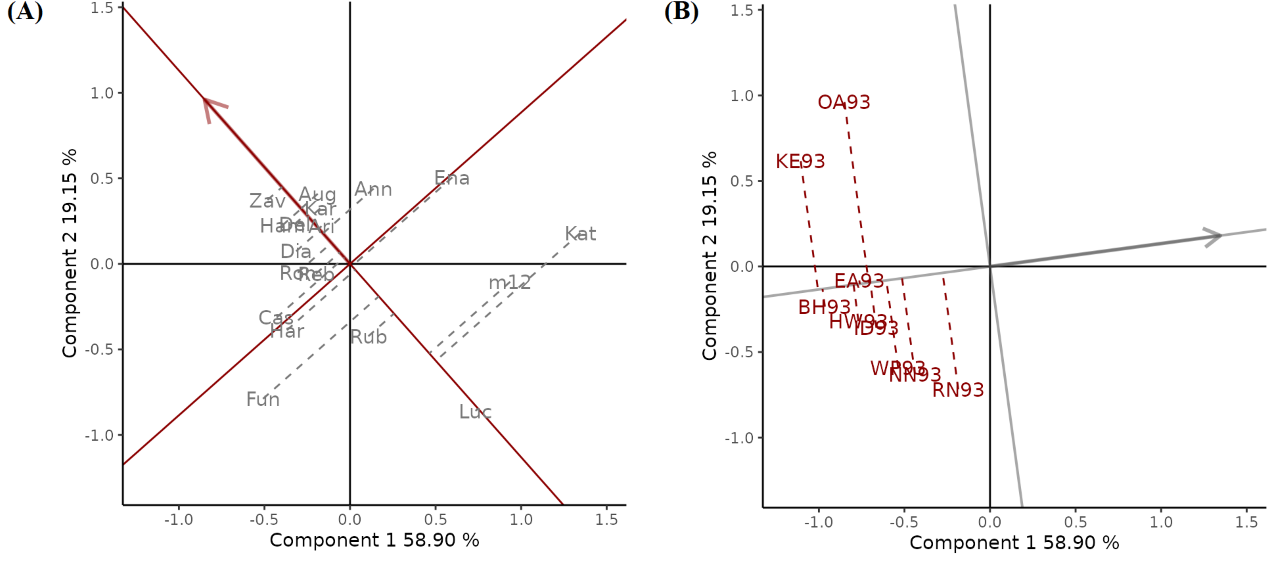 (A)
1.5
1.0
0.5
0.0
-0.5
-1.0
Component 2 19.15 %
Zav
Aug
Kar
Ann
Ena
Ham
Ari
Dia
Kat
Reb
m12
Cas
Har
Rub
Fun
Luc
-1.0 -0.5 0.0 0.5 1.0 1.5
Component 1 58.90 %
(B)
1.5
1.0
0.5
0.0
-0.5
-1.0
Component 2 19.15 %
OA93
KE93
EA93
BH93
HW93
ID93
WP93
NN93
RN93
-1.0 -0.5 0.0 0.5 1.0 1.5
Component 1 58.90 %